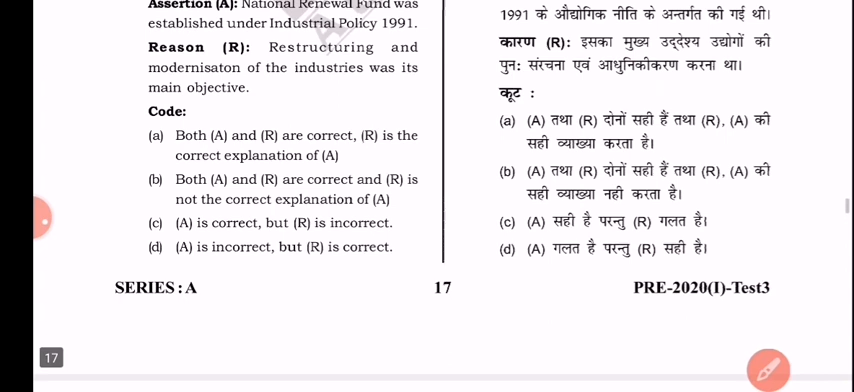 Assertion (A): National Renewal Fund was
established under Industrial Policy 1991.
Reason (R): Restructuring and
modernisaton of the industries was its
main objective.
Code:
(a) Both (A) and (R) are correct, (R) is the
correct explanation of (A)
(b) Both (A) and (R) are correct and (R) is
not the correct explanation of (A)
(c) (A) is correct, but (R) is incorrect.
(d) (A) is incorrect, but (R) is correct.
1991 के औद्योगिक नीति के अन्तर्गत की गई थी।
कारण (R): इसका मुख्य उद्देश्य उद्योगों की
पुन: संरचना एवं आधुनिकीकरण करना था।
कूट :
(a) (A) तथा (R) दोनों सही हैं तथा (R), (A) की
सही व्याख्या करता है।
(b) (A) तथा (R) दोनों सही हैं तथा (R), (A) की
सही व्याख्या नही करता है।
(c) (A) सही है परन्तु (R) गलत है।
(d) (A) गलत है परन्तु (R) सही है।
SERIES : A 17 PRE-2020(I)-Test3
17